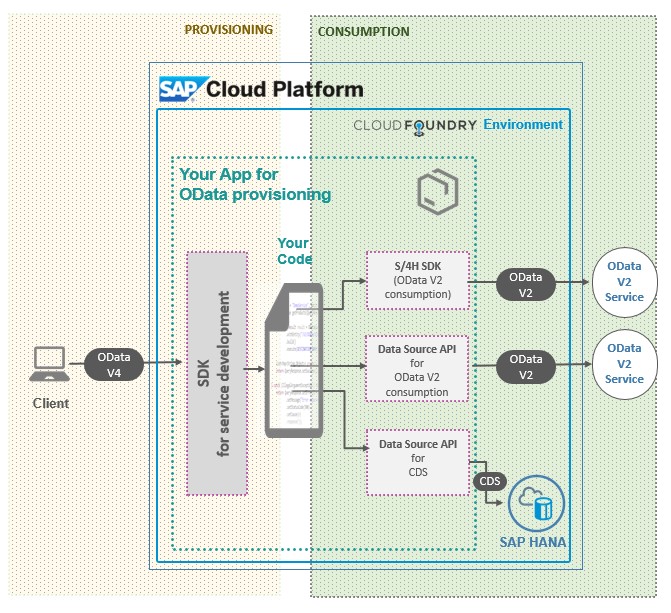 PROVISIONING
CONSUMPTION
SAP Cloud Platform
CLOUDFOUNDRY Environment
Your App for
OData provisioning
Your
Code
SDK
for service development
S/4H SDK
(OData V2
consumption)
OData
V2
OData
V2
Service
Client
OData
V4
Data Source API
for
OData V2
consumption
OData
V2
OData
V2
Service
Data Source API
for
CDS
CDS
SAP HANA